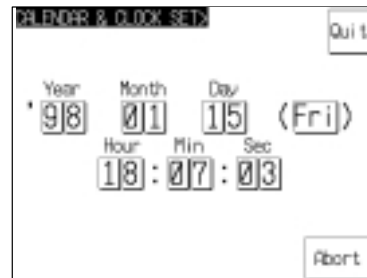 CALENDAR & CLOCK SET>
Quit
Year Month Day
'98 01 15 (Fri)
Hour Min Sec
18:07:03
Abort